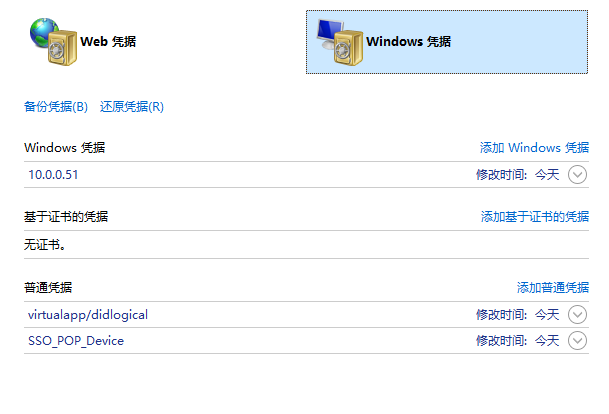 Web 凭据 Windows 凭据
备份凭据(B) 还原凭据(R)
Windows 凭据 添加 Windows 凭据
10.0.0.51 修改时间: 今天
基于证书的凭据 添加基于证书的凭据
无证书。
普通凭据 添加普通凭据
virtualapp/didlogical 修改时间: 今天
SSO_POP_Device 修改时间: 今天